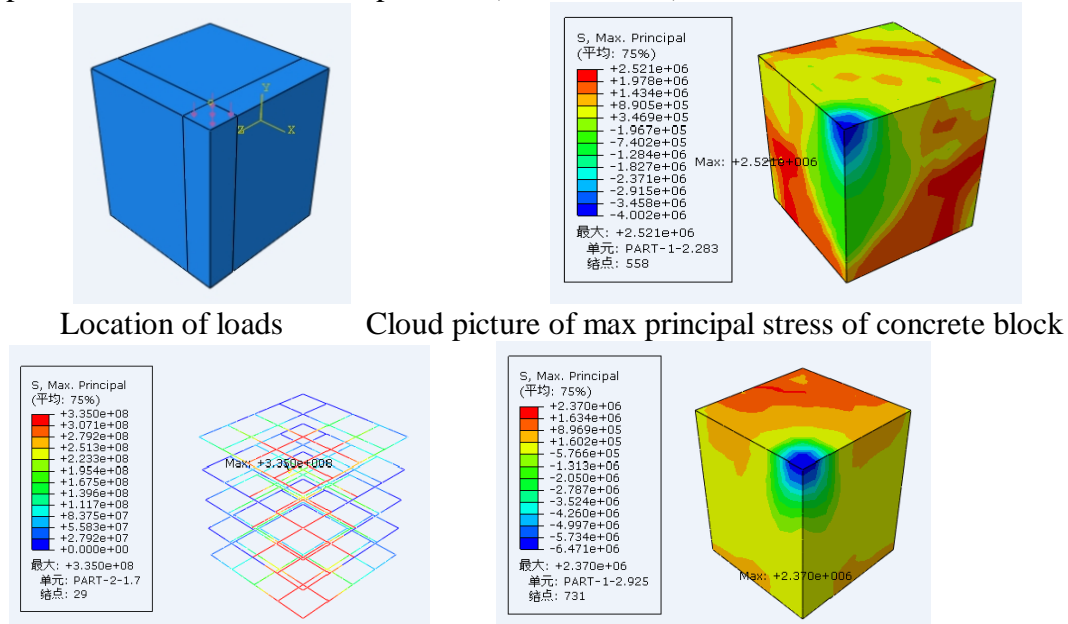 Y
Z
X
S, Max. Principal
(平均: 75%)
+2.521e+06
+1.978e+06
+1.434e+06
+8.905e+05
+3.469e+05
-1.967e+05
-7.402e+05
-1.284e+06
-1.827e+06
-2.371e+06
-2.915e+06
-3.458e+06
-4.002e+06
最大: +2.521e+06
单元: PART-1-2.283
结点: 558
Max: +2.521e+006
Location of loads
Cloud picture of max principal stress of concrete block
S, Max. Principal
(平均: 75%)
+3.350e+08
+3.071e+08
+2.792e+08
+2.513e+08
+2.233e+08
+1.954e+08
+1.675e+08
+1.396e+08
+1.117e+08
+8.375e+07
+5.583e+07
+2.792e+07
+0.000e+00
最大: +3.350e+08
单元: PART-2-1.7
结点: 29
Max: +3.350e+008
S, Max. Principal
(平均: 75%)
+2.370e+06
+1.634e+06
+8.969e+05
+1.602e+05
-5.766e+05
-1.313e+06
-2.050e+06
-2.787e+06
-3.524e+06
-4.260e+06
-4.997e+06
-5.734e+06
-6.471e+06
最大: +2.370e+06
单元: PART-1-2.925
结点: 731
Max: +2.370e+006